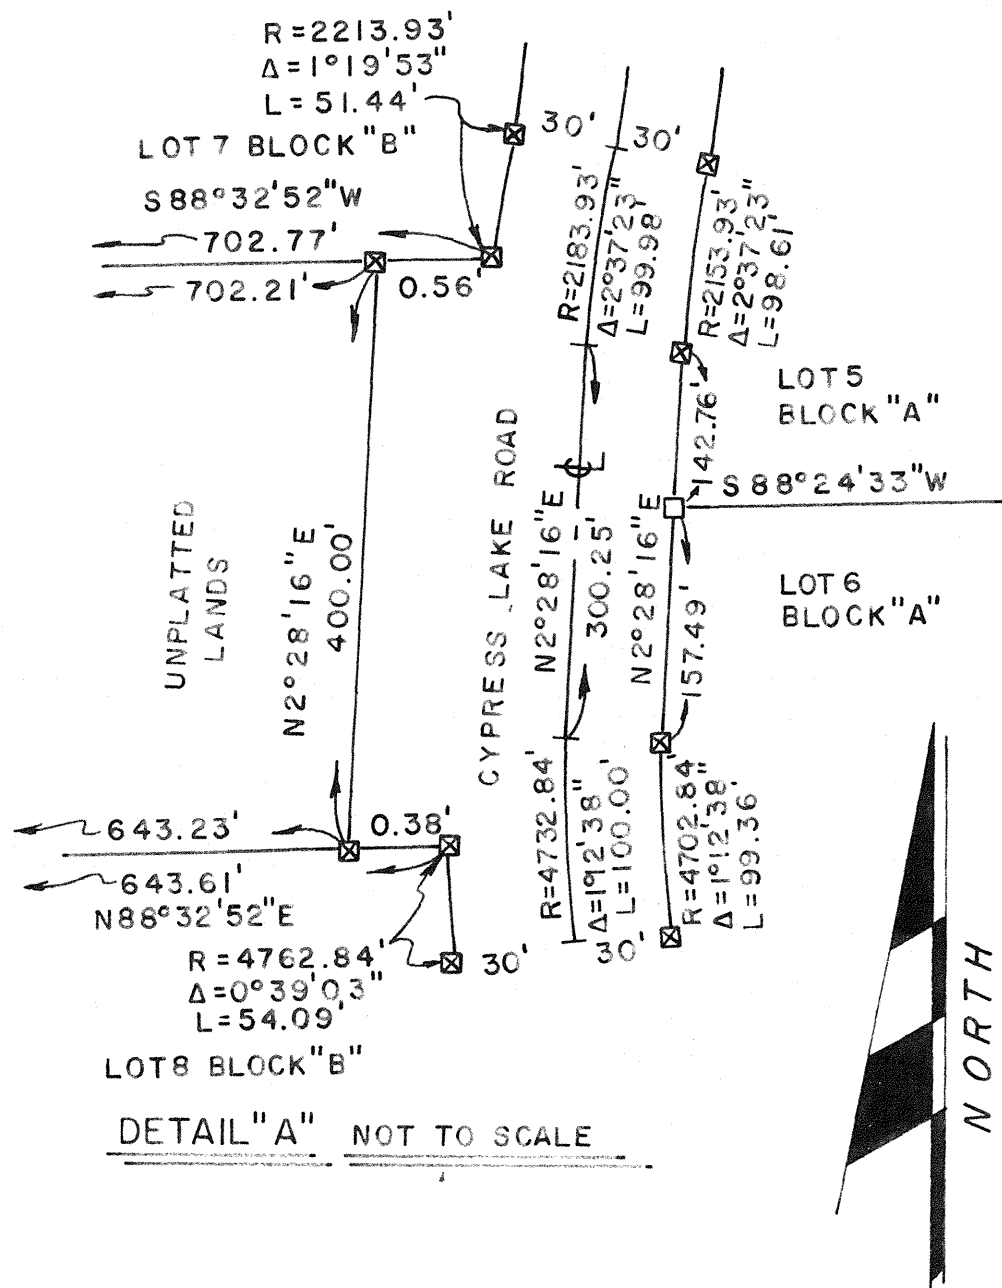 R=2213.93'
Δ=1°19'53"
L=51.44'
LOT 7 BLOCK "B"
S88°32'52"W
702.77'
702.21'
0.56'
30'
30'
R=2183.93'
Δ=2°37'23"
L=99.98'
R=2153.93'
Δ=2°37'23"
L=98.61'
LOT 5
BLOCK "A"
142.76'
S 88°24'33"W
UNPLATTED
LANDS
N2°28'16"E
400.00'
CYPRESS LAKE ROAD
N2°28'16"E
300.25'
N2°28'16"E
157.49'
LOT 6
BLOCK "A"
643.23'
0.38'
643.61'
N88°32'52"E
R=4762.84'
Δ=0°39'03"
L=54.09'
LOT 8 BLOCK "B"
30'
30'
R=4732.84'
Δ=1°12'38"
L=100.00'
R=4702.84'
Δ=1°12'38"
L=99.36'
NORTH
DETAIL "A" NOT TO SCALE